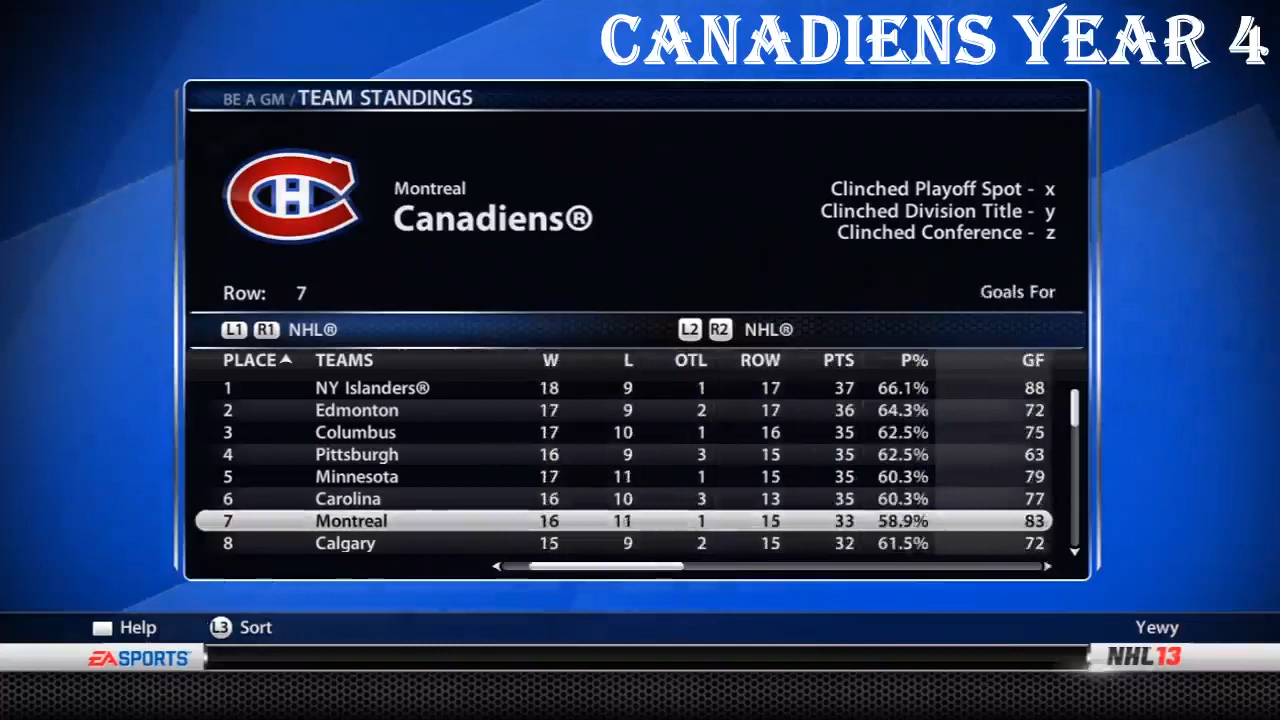 CANADIENS YEAR 4
BE A GM / TEAM STANDINGS
Montreal
Canadiens®
Clinched Playoff Spot - x
Clinched Division Title - y
Clinched Conference - z
Row: 7
Goals For
L1 R1 NHL® L2 R2 NHL®
PLACE TEAMS W L OTL ROW PTS P% GF
1 NY Islanders® 18 9 1 17 37 66.1% 88
2 Edmonton 17 9 2 17 36 64.3% 72
3 Columbus 17 10 1 16 35 62.5% 75
4 Pittsburgh 16 9 3 15 35 62.5% 63
5 Minnesota 17 11 1 15 35 60.3% 79
6 Carolina 16 10 3 13 35 60.3% 77
7 Montreal 16 11 1 15 33 58.9% 83
8 Calgary 15 9 2 15 32 61.5% 72
Help L3 Sort Yewy
EA SPORTS NHL 13